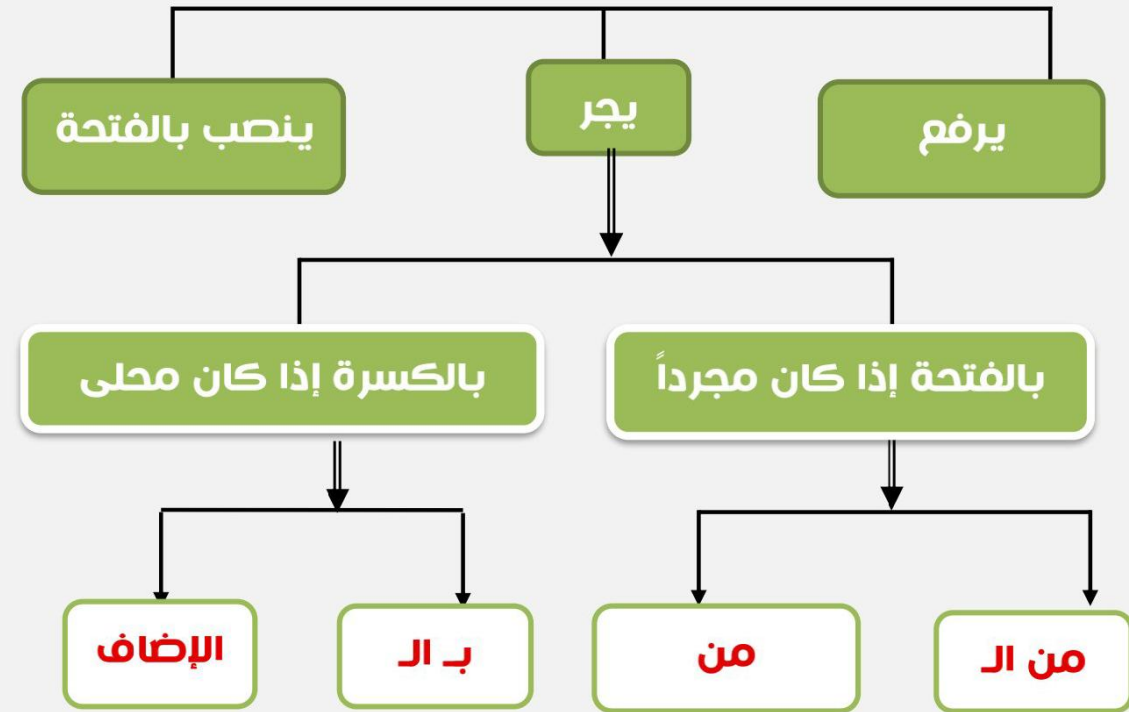 يرفع
يجر
ينصب بالفتحة
بالفتحة إذا كان مجرداً
بالكسرة إذا كان محلى
من الـ
من
بـ الـ
الإضاف